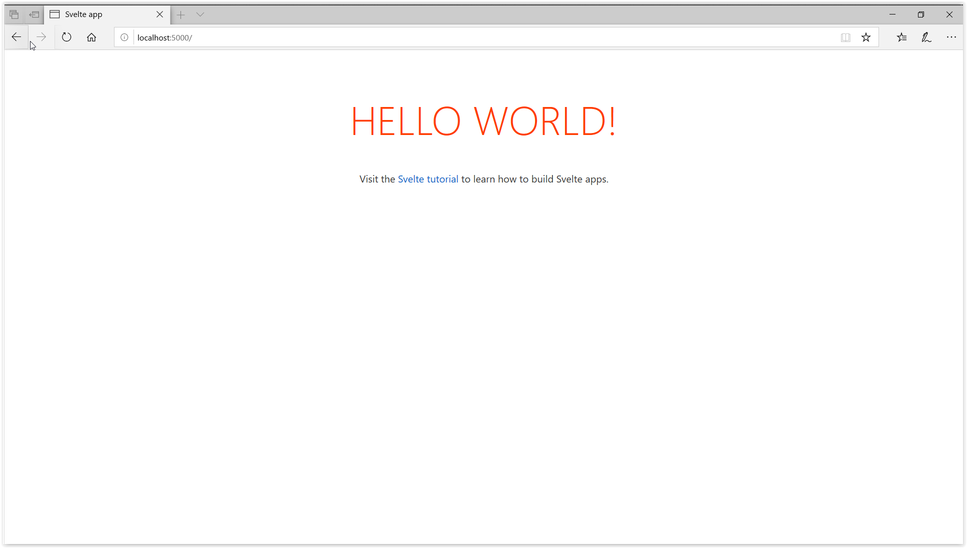 Svelte app
localhost:5000/
HELLO WORLD!
Visit the Svelte tutorial to learn how to build Svelte apps.